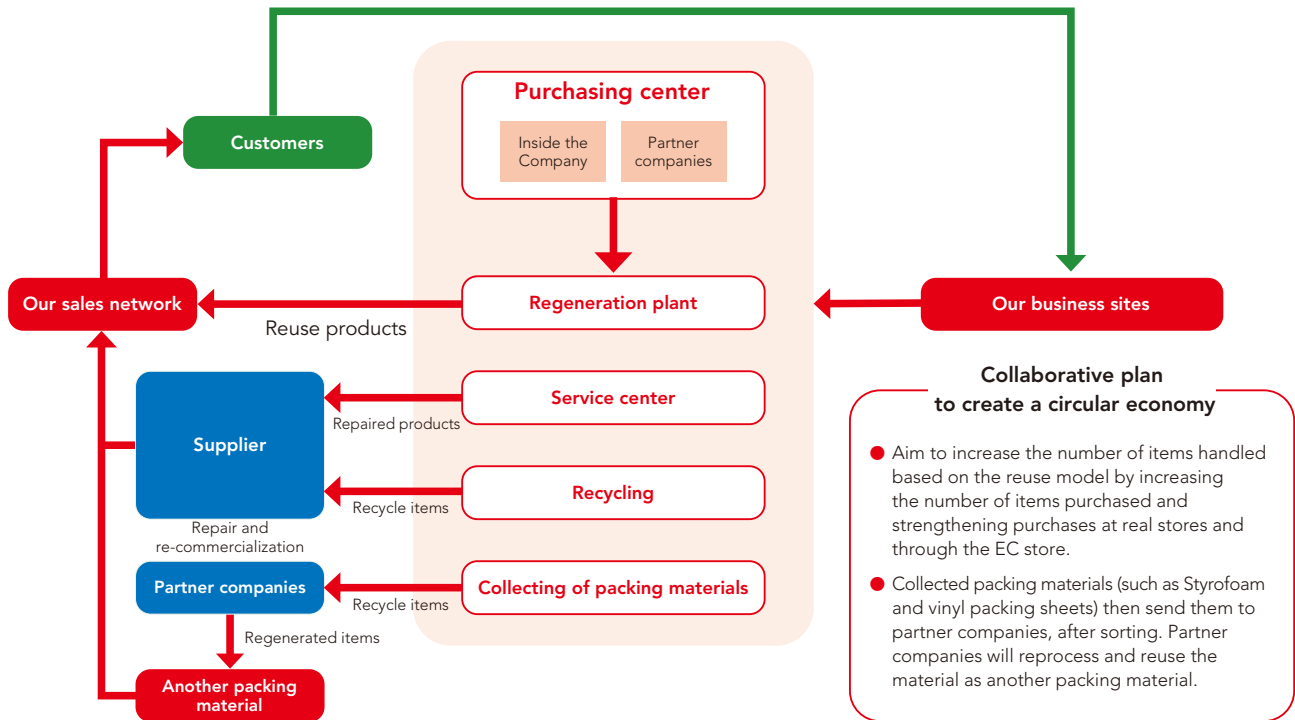 Purchasing center
Inside the
Company
Partner
companies
Customers
Our sales network
Reuse products
Regeneration plant
Our business sites
Supplier
Repaired products
Service center
Recycle items
Recycling
Repair and
re-commercialization
Partner companies
Recycle items
Collecting of packing materials
Regenerated items
Another packing
material
Collaborative plan
to create a circular economy
● Aim to increase the number of items handled
based on the reuse model by increasing
the number of items purchased and
strengthening purchases at real stores and
through the EC store.
● Collected packing materials (such as Styrofoam
and vinyl packing sheets) then send them to
partner companies, after sorting. Partner
companies will reprocess and reuse the
material as another packing material.